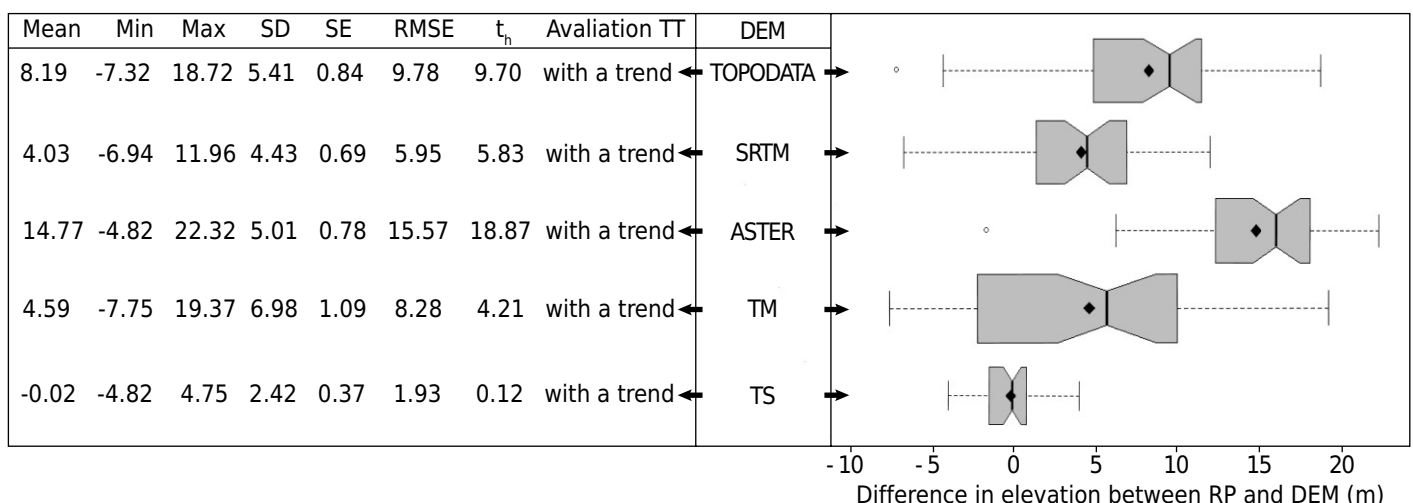 Mean Min Max SD SE RMSE th Avaliation TT DEM
8.19 -7.32 18.72 5.41 0.84 9.78 9.70 with a trend TOPODATA
4.03 -6.94 11.96 4.43 0.69 5.95 5.83 with a trend SRTM
14.77 -4.82 22.32 5.01 0.78 15.57 18.87 with a trend ASTER
4.59 -7.75 19.37 6.98 1.09 8.28 4.21 with a trend TM
-0.02 -4.82 4.75 2.42 0.37 1.93 0.12 with a trend TS
-10 -5 0 5 10 15 20
Difference in elevation between RP and DEM (m)